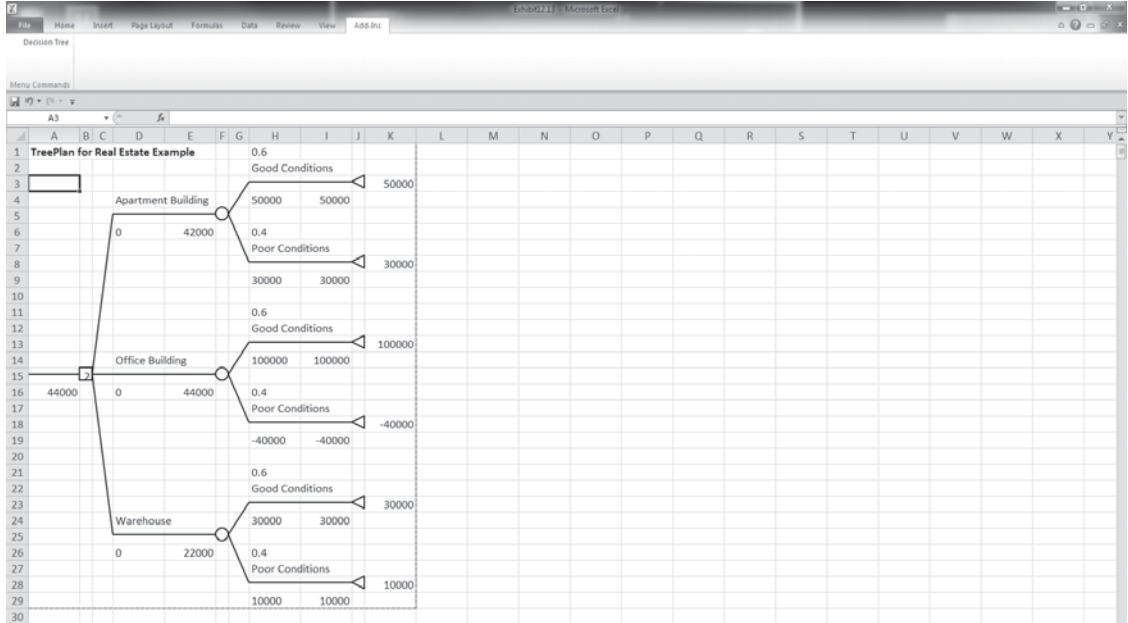 Exhibit12.13 - Microsoft Excel
File Home Insert Page Layout Formulas Data Review View Add-Ins
Decision Tree
Menu Commands
A3 fx
A B C D E F G H I J K L M N O P Q R S T U V W X Y
1 TreePlan for Real Estate Example 0.6
2 Good Conditions
3 50000
4 Apartment Building 50000 50000
5
6 0 42000 0.4
7 Poor Conditions
8 30000
9 30000 30000
10
11 0.6
12 Good Conditions
13 100000
14 Office Building 100000 100000
15 2
16 44000 0 44000 0.4
17 Poor Conditions
18 -40000
19 -40000 -40000
20
21 0.6
22 Good Conditions
23 30000
24 Warehouse 30000 30000
25
26 0 22000 0.4
27 Poor Conditions
28 10000
29 10000 10000
30